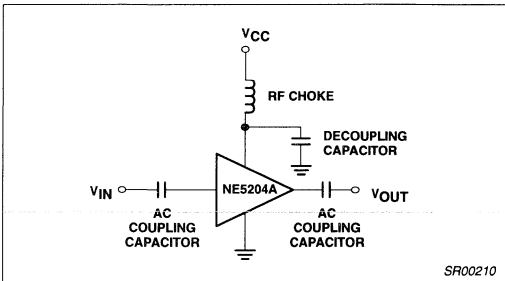 VCC
RF CHOKE
DECOUPLING
CAPACITOR
VIN
NE5204A
VOUT
AC
COUPLING
CAPACITOR
AC
COUPLING
CAPACITOR
SR00210